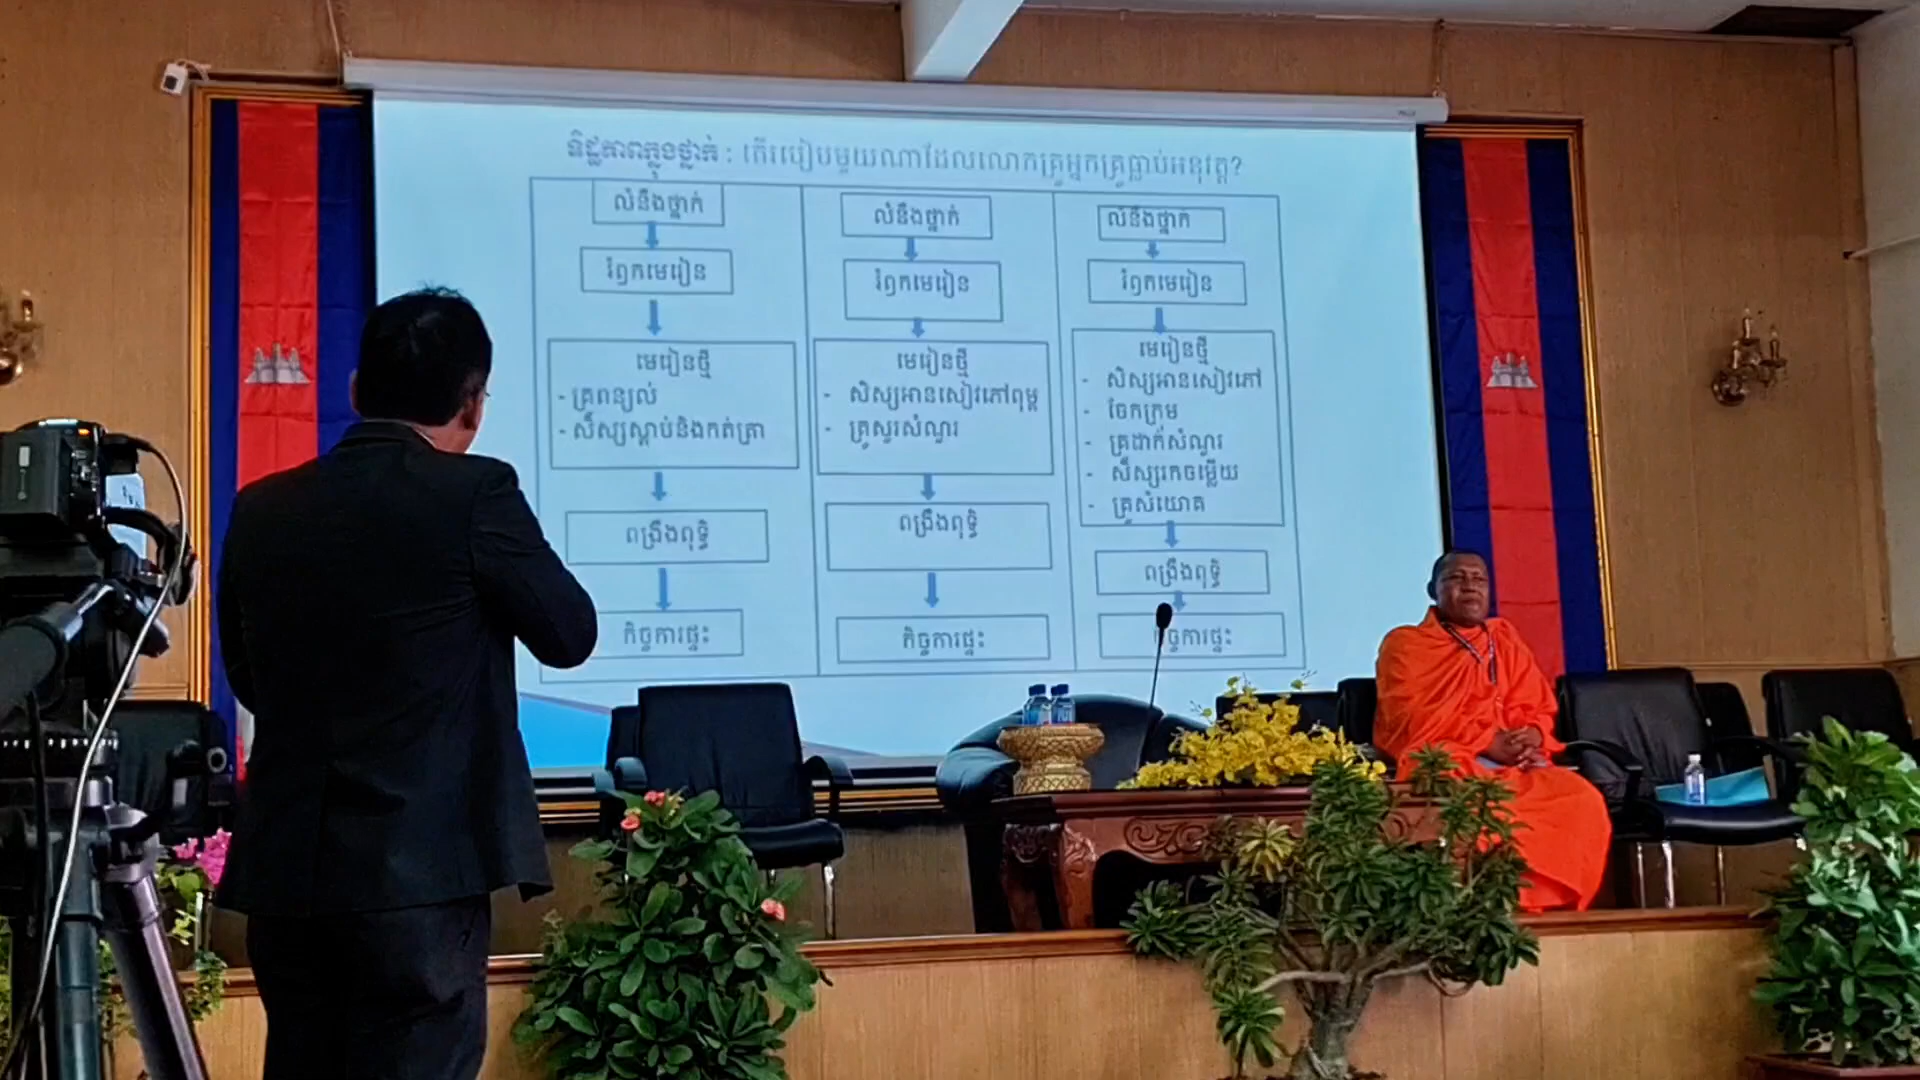 ទិដ្ឋភាពក្នុងថ្នាក់ : តើរបៀបមួយណាដែលលោកគ្រូអ្នកគ្រូធ្លាប់អនុវត្ត?
លំនឹងថ្នាក់
រំឭកមេរៀន
មេរៀនថ្មី
- គ្រូពន្យល់
- សិស្សស្តាប់និងកត់ត្រា
ពង្រឹងពុទ្ធិ
កិច្ចការផ្ទះ
លំនឹងថ្នាក់
រំឭកមេរៀន
មេរៀនថ្មី
- សិស្សអានសៀវភៅពុម្ព
- គ្រូសួរសំណួរ
ពង្រឹងពុទ្ធិ
កិច្ចការផ្ទះ
លំនឹងថ្នាក់
រំឭកមេរៀន
មេរៀនថ្មី
- សិស្សអានសៀវភៅ
- ចែកក្រុម
- គ្រូដាក់សំណួរ
- សិស្សរកចម្លើយ
- គ្រូសំយោគ
ពង្រឹងពុទ្ធិ
កិច្ចការផ្ទះ